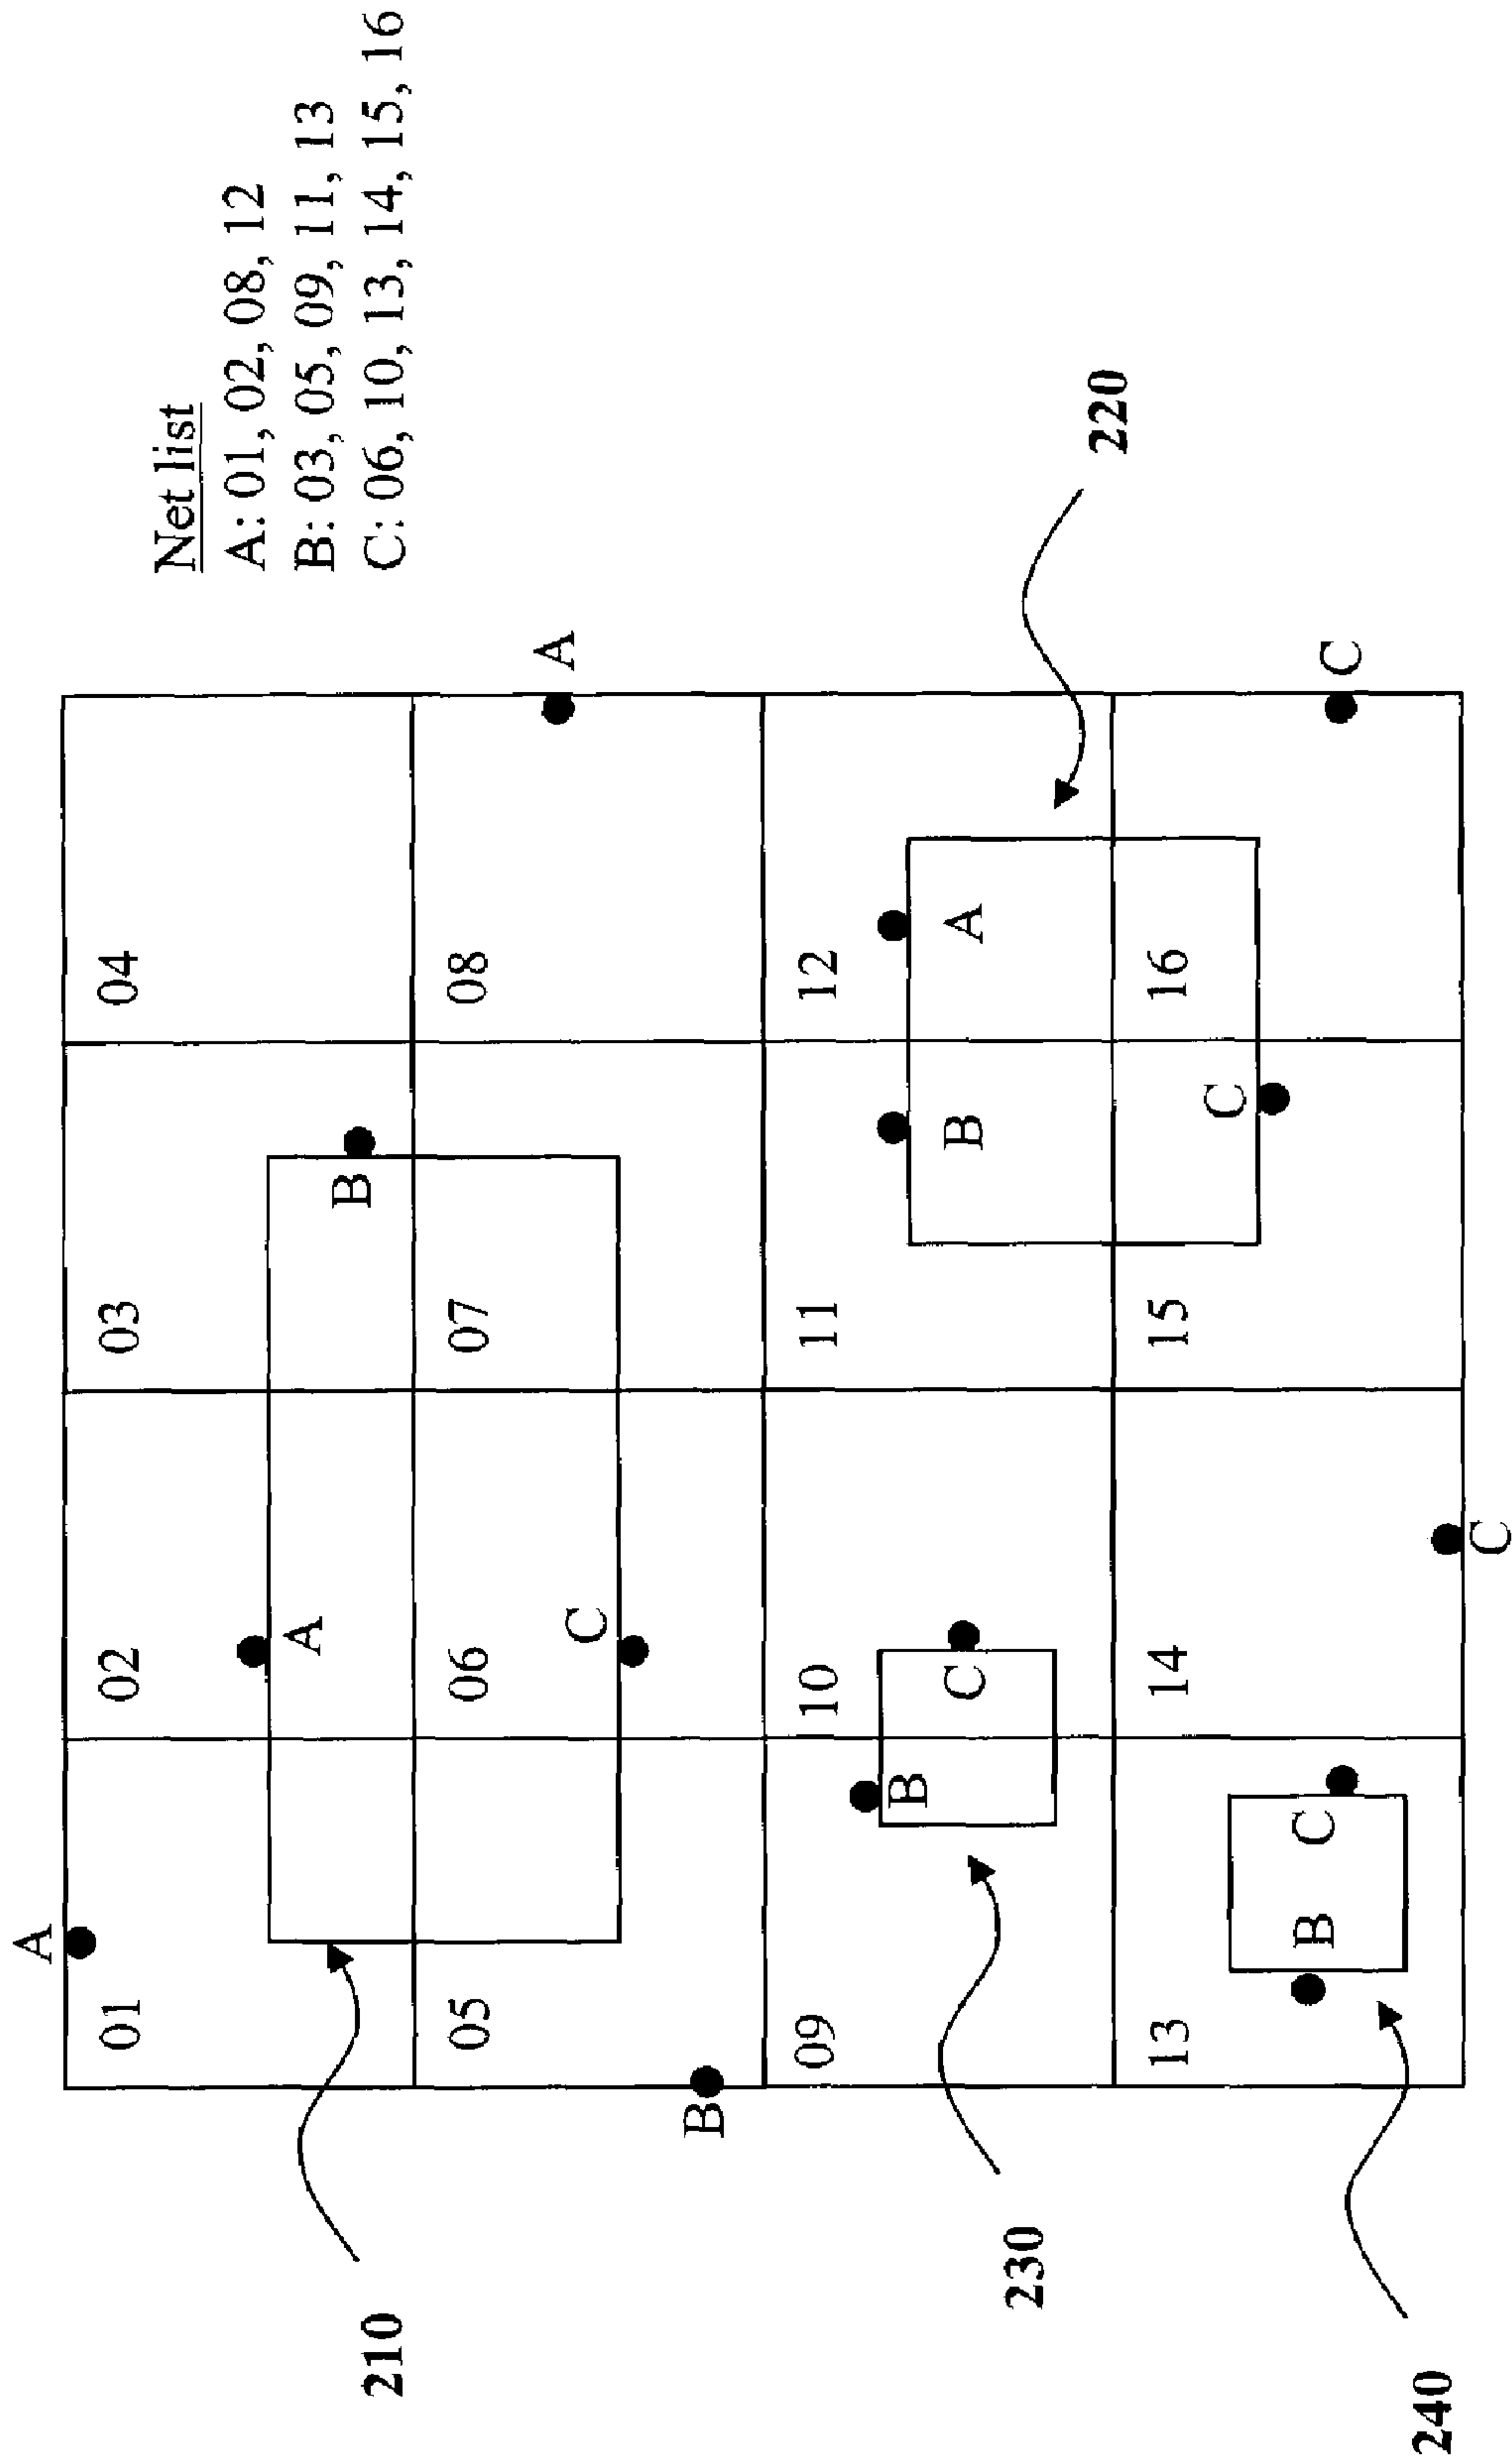 A
01 02 03 04
Net list
A: 01, 02, 08, 12
B: 03, 05, 09, 11, 13
C: 06, 10, 13, 14, 15, 16
A
B
210
05 06 07 08
A
C
B
09 10 11 12
B
C B A
230
220
13 14 15 16
C
B C
C
240
C